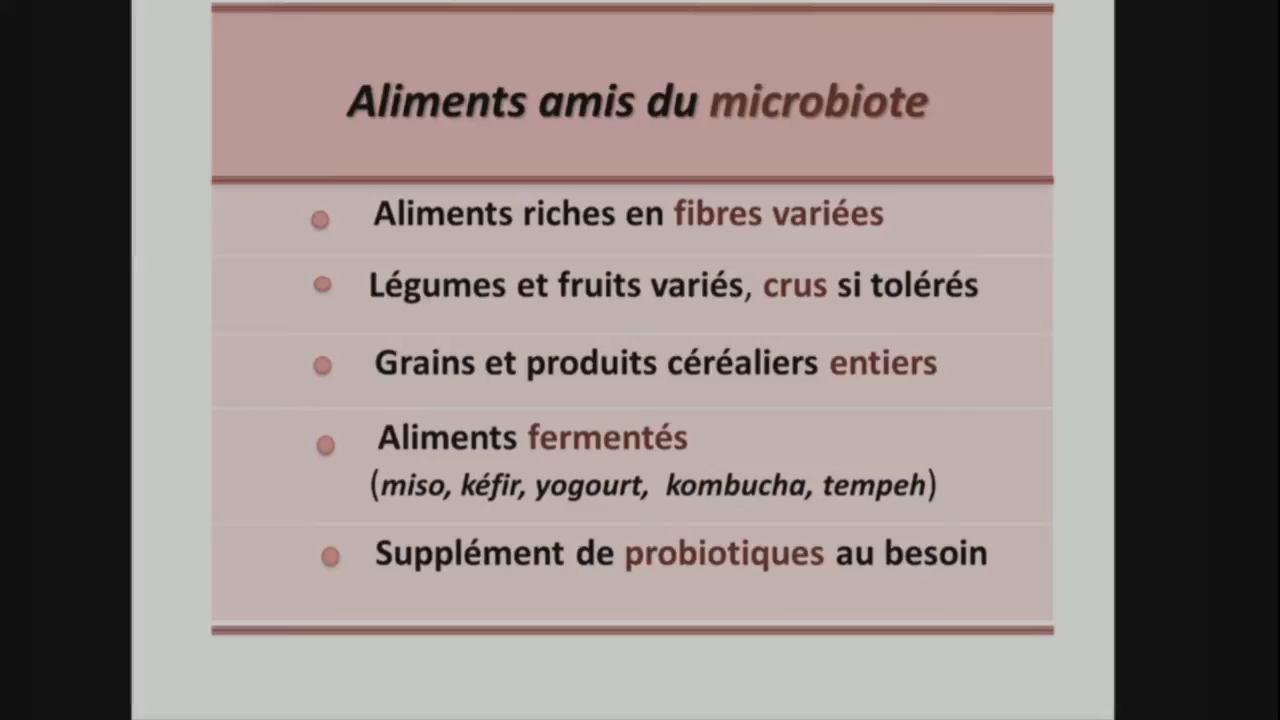 Aliments amis du microbiote
Aliments riches en fibres variées
Légumes et fruits variés, crus si tolérés
Grains et produits céréaliers entiers
Aliments fermentés
(miso, kéfir, yogourt, kombucha, tempeh)
Supplément de probiotiques au besoin